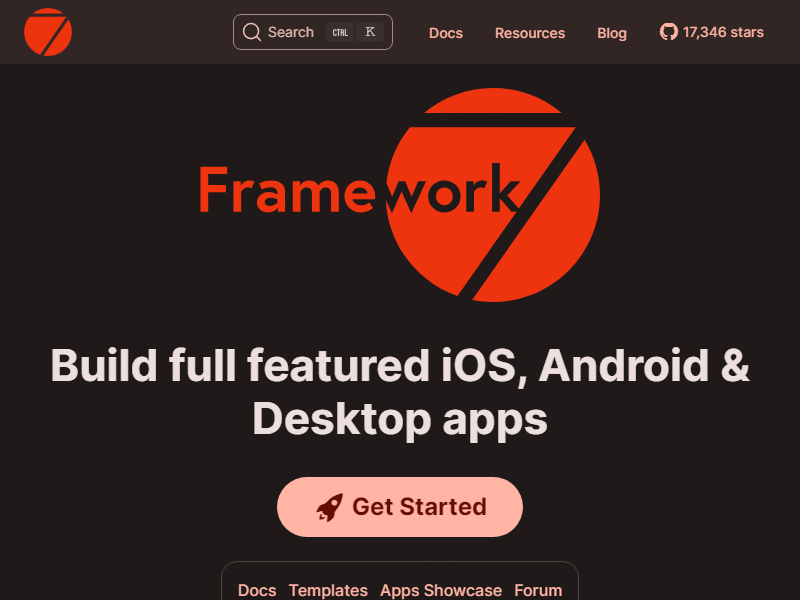 Search CTRL K Docs Resources Blog 17,346 stars
Framework
Build full featured iOS, Android &
Desktop apps
Get Started
Docs Templates Apps Showcase Forum